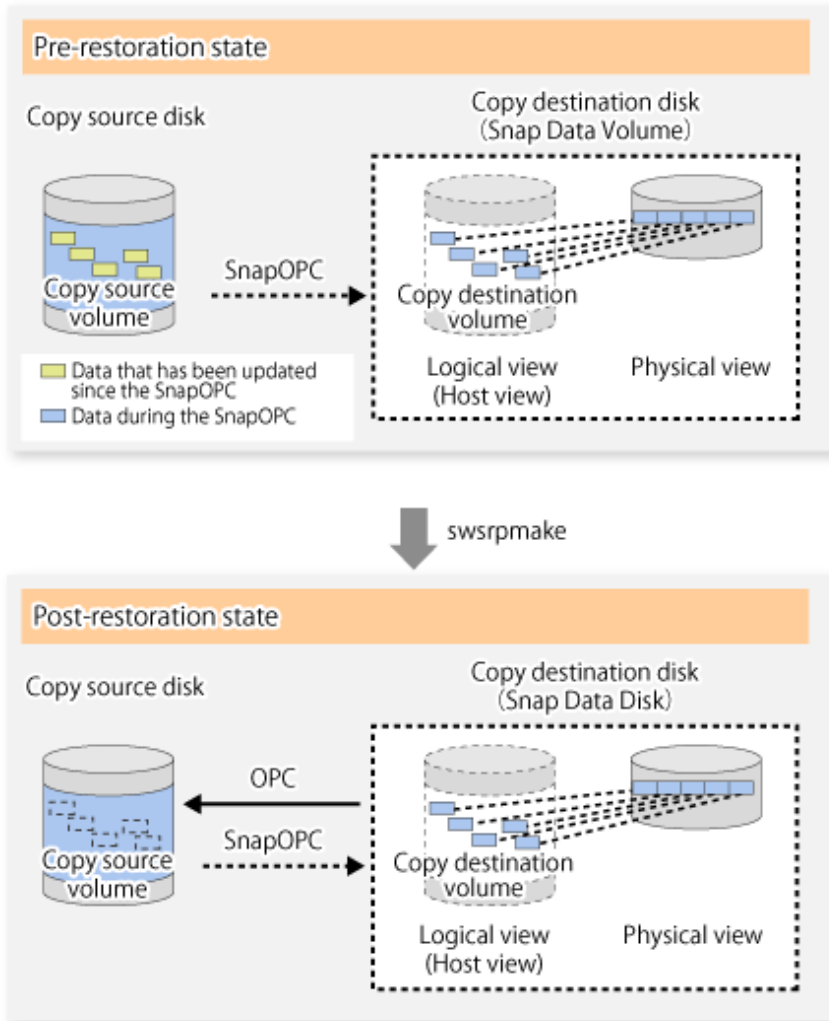 Pre-restoration state
Copy source disk
Copy destination disk
(Snap Data Volume)
SnapOPC
Copy source
volume
Copy destination
volume
Data that has been updated
since the SnapOPC
Data during the SnapOPC
Logical view
(Host view)
Physical view
swsrpmake
Post-restoration state
Copy source disk
Copy destination disk
(Snap Data Disk)
OPC
SnapOPC
Copy source
volume
Copy destination
volume
Logical view
(Host view)
Physical view